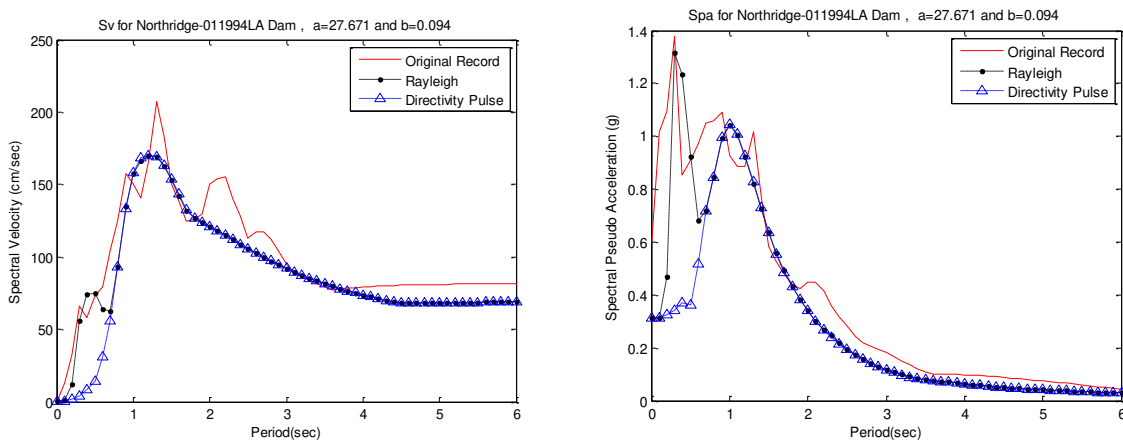 Sv for Northridge-011994LA Dam , a=27.671 and b=0.094
250
200
150
100
50
0
Spectral Velocity (cm/sec)
Original Record
Rayleigh
Directivity Pulse
0 1 2 3 4 5 6
Period(sec)
Spa for Northridge-011994LA Dam , a=27.671 and b=0.094
1.4
1.2
1
0.8
0.6
0.4
0.2
0
Spectral Pseudo Acceleration (g)
Original Record
Rayleigh
Directivity Pulse
0 1 2 3 4 5 6
Period(sec)